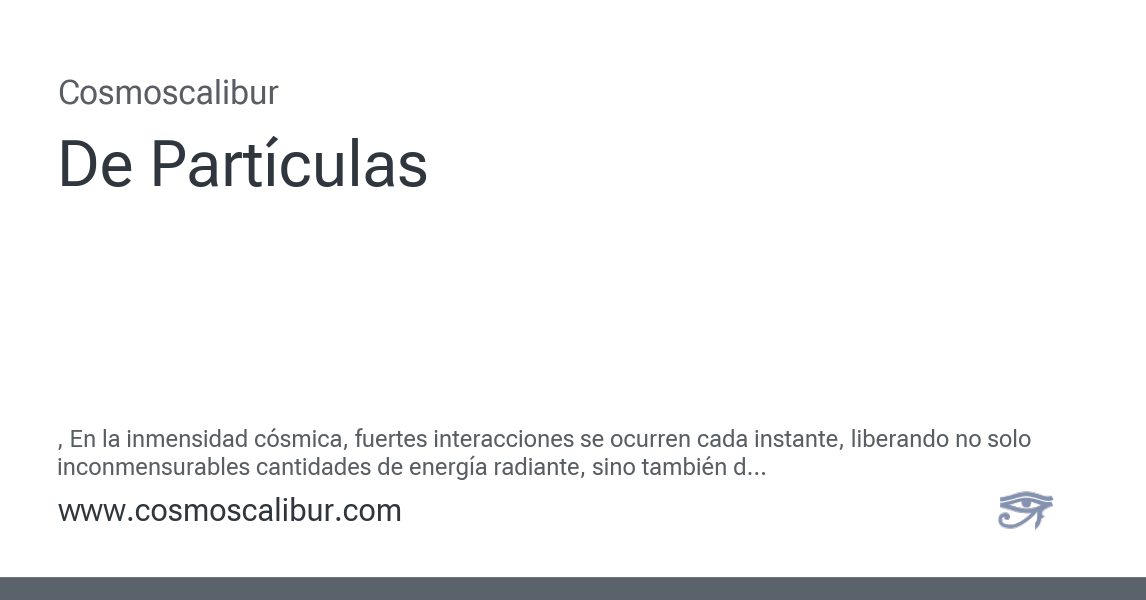 Cosmoscalibur
De Partículas
, En la inmensidad cósmica, fuertes interacciones se ocurren cada instante, liberando no solo
inconmensurables cantidades de energía radiante, sino también d...
www.cosmoscalibur.com